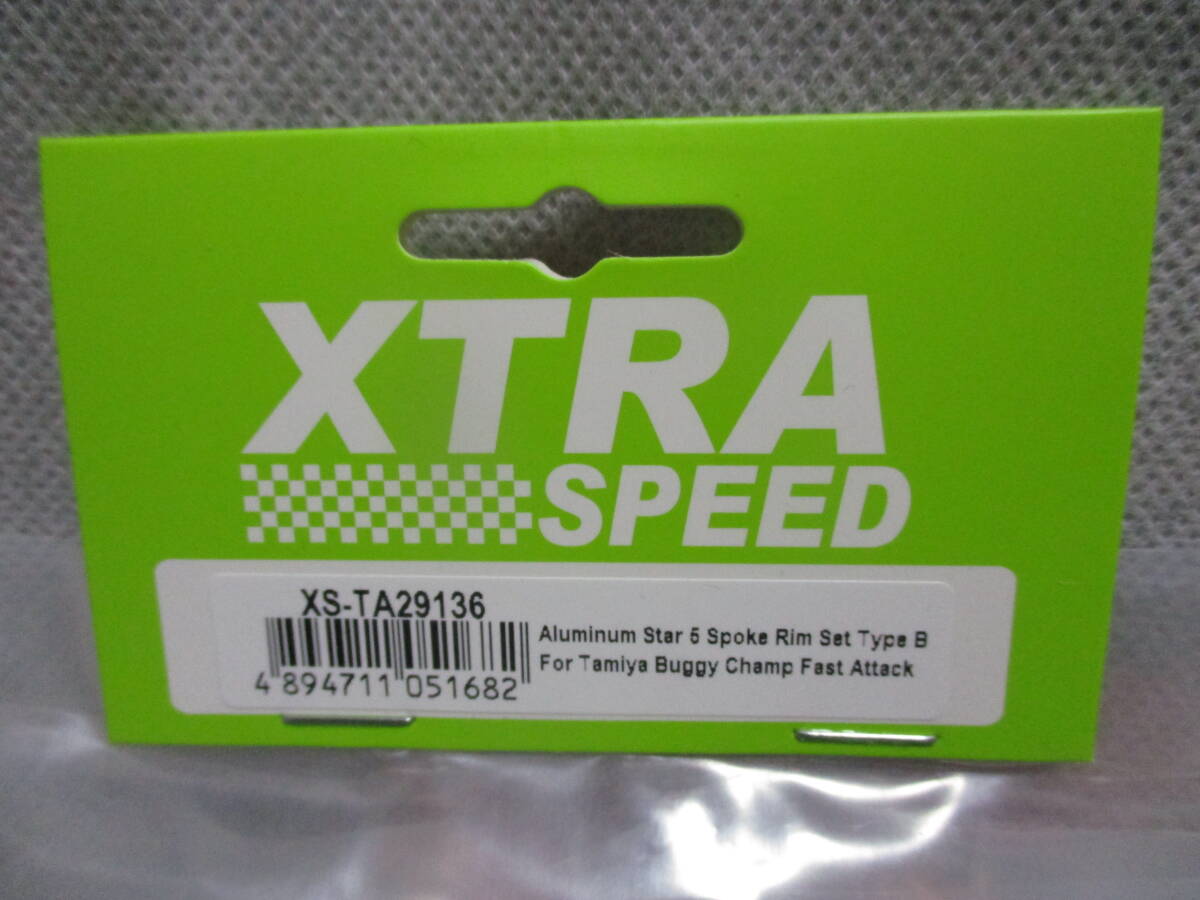 XTRA
SPEED
XS-TA29136
Aluminum Star 5 Spoke Rim Set Type B
For Tamiya Buggy Champ Fast Attack
4 894711 051682